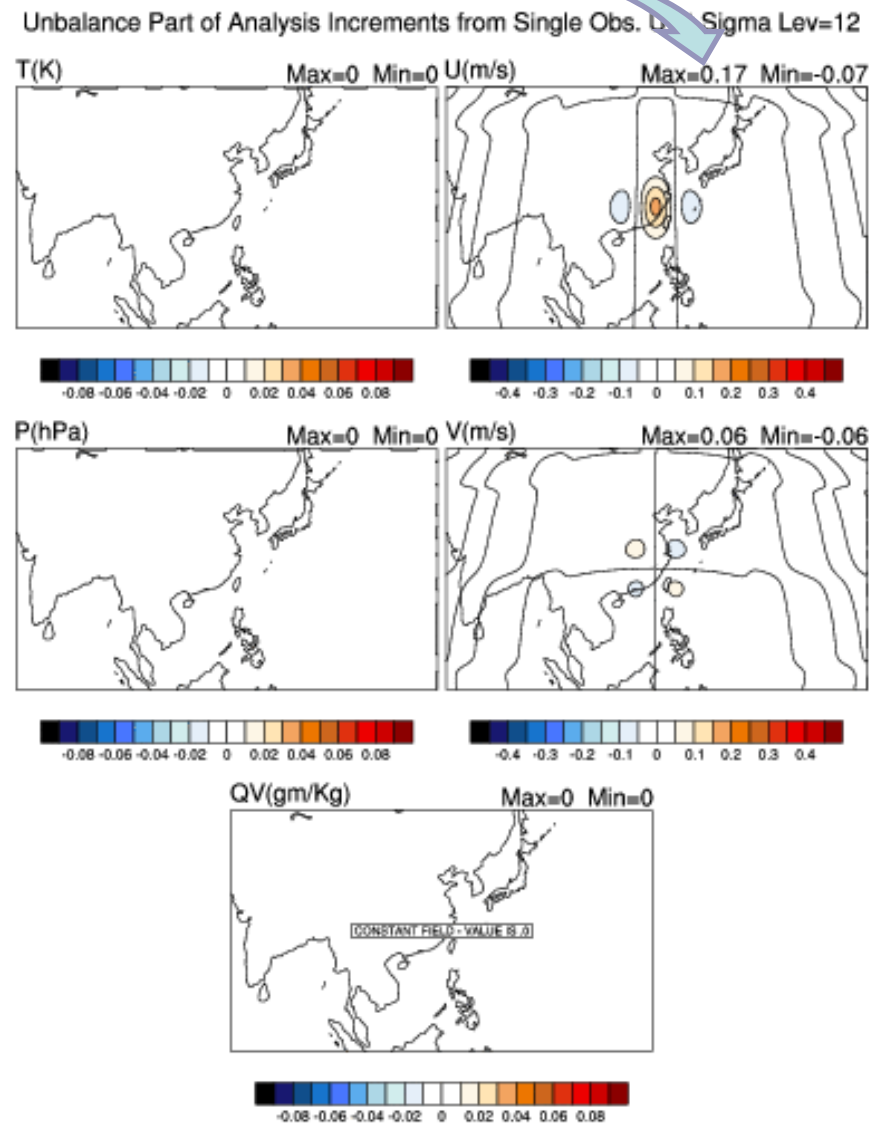 Unbalance Part of Analysis Increments from Single Obs. Sigma Lev=12
T(K) Max=0 Min=0
U(m/s) Max=0.17 Min=-0.07
-0.08 -0.06 -0.04 -0.02 0 0.02 0.04 0.06 0.08
-0.4 -0.3 -0.2 -0.1 0 0.1 0.2 0.3 0.4
P(hPa) Max=0 Min=0
V(m/s) Max=0.06 Min=-0.06
-0.08 -0.06 -0.04 -0.02 0 0.02 0.04 0.06 0.08
-0.4 -0.3 -0.2 -0.1 0 0.1 0.2 0.3 0.4
QV(gm/Kg) Max=0 Min=0
CONSTANT FIELD - VALUE IS .0
-0.08 -0.06 -0.04 -0.02 0 0.02 0.04 0.06 0.08